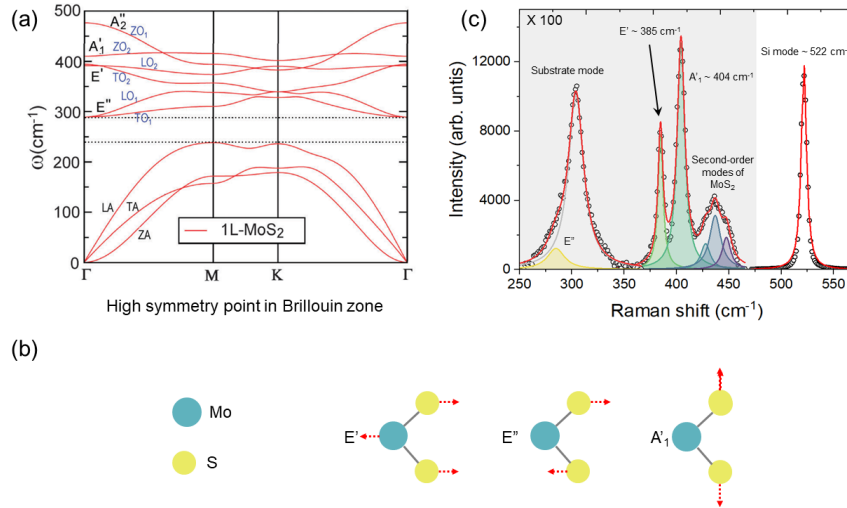 (a)
500
400
300
200
100
0
ω(cm-1)
A2''
ZO1
A1'
ZO2
LO2
E'
TO2
LO1
E''
TO1
LA
TA
ZA
1L-MoS2
Γ
M
K
Γ
High symmetry point in Brillouin zone
(c)
X 100
E' ~ 385 cm-1
Si mode ~ 522 cm-
Substrate mode
A'1 ~ 404 cm-1
Second-order
modes of
MoS2
E''
Intensity (arb. untis)
12000
8000
4000
0
250
300
350
400
450
500
550
Raman shift (cm-1)
(b)
Mo
S
E'
E''
A'1